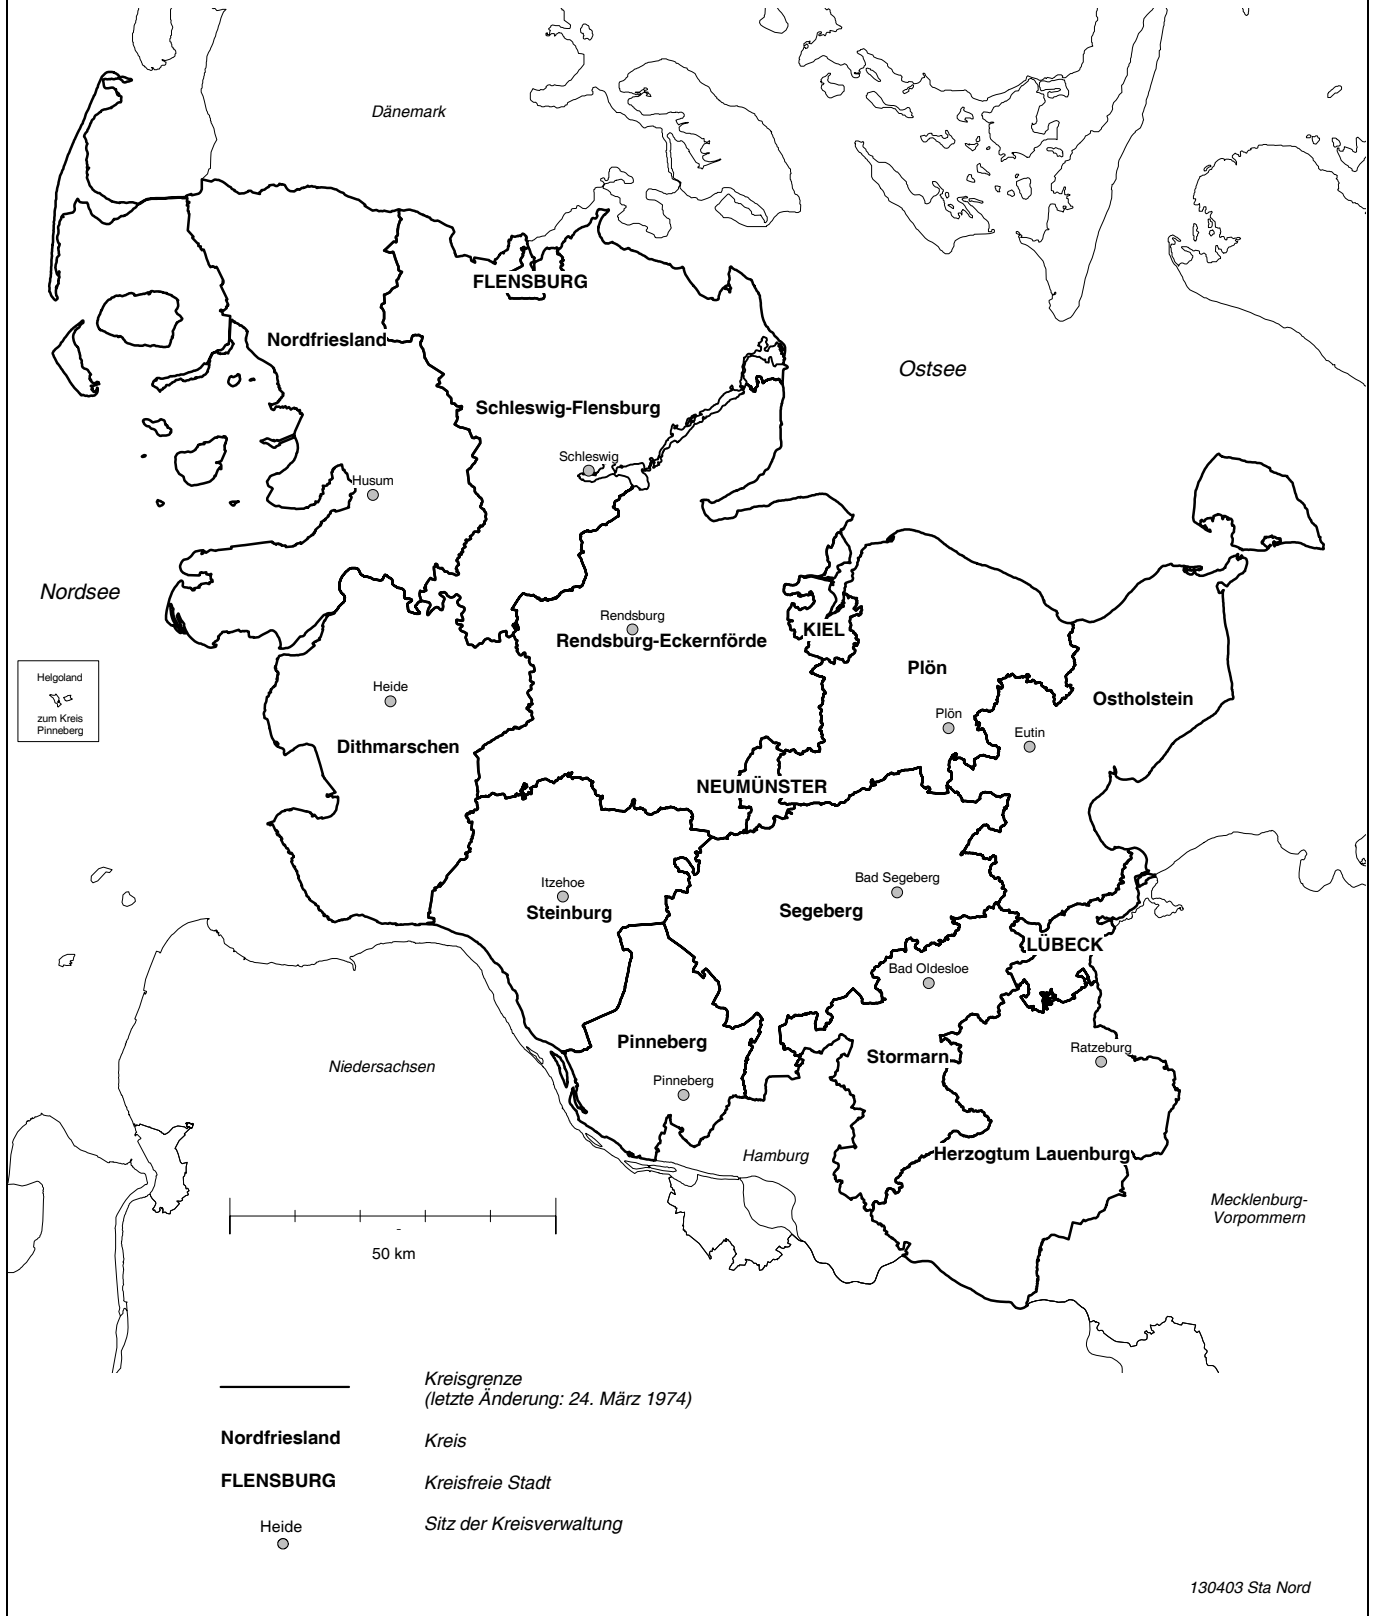 Dänemark
FLENSBURG
Nordfriesland
Ostsee
Schleswig-Flensburg
Schleswig
Husum
Nordsee
Rendsburg
KIEL
Rendsburg-Eckernförde
Plön
Helgoland
zum Kreis
Pinneberg
Heide
Ostholstein
Plön
Eutin
Dithmarschen
NEUMÜNSTER
Itzehoe
Bad Segeberg
Steinburg
Segeberg
LÜBECK
Bad Oldesloe
Pinneberg
Ratzeburg
Stormarn
Niedersachsen
Pinneberg
Hamburg
Herzogtum Lauenburg
Mecklenburg-
Vorpommern
50 km
Kreisgrenze
(letzte Änderung: 24. März 1974)
Nordfriesland Kreis
FLENSBURG Kreisfreie Stadt
Heide Sitz der Kreisverwaltung
130403 Sta Nord